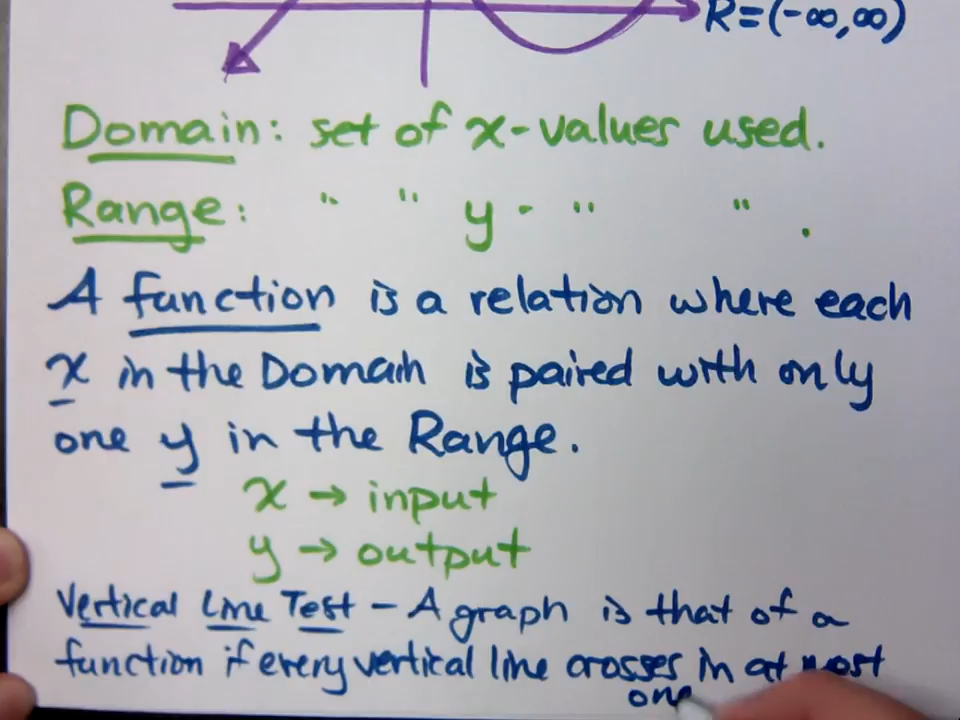 R=(-∞,∞)
Domain: set of x-values used.
Range: " " y- " " .
A function is a relation where each
x in the Domain is paired with only
one y in the Range.
x → input
y → output
Vertical Line Test - A graph is that of a
function if every vertical line crosses in at most
one